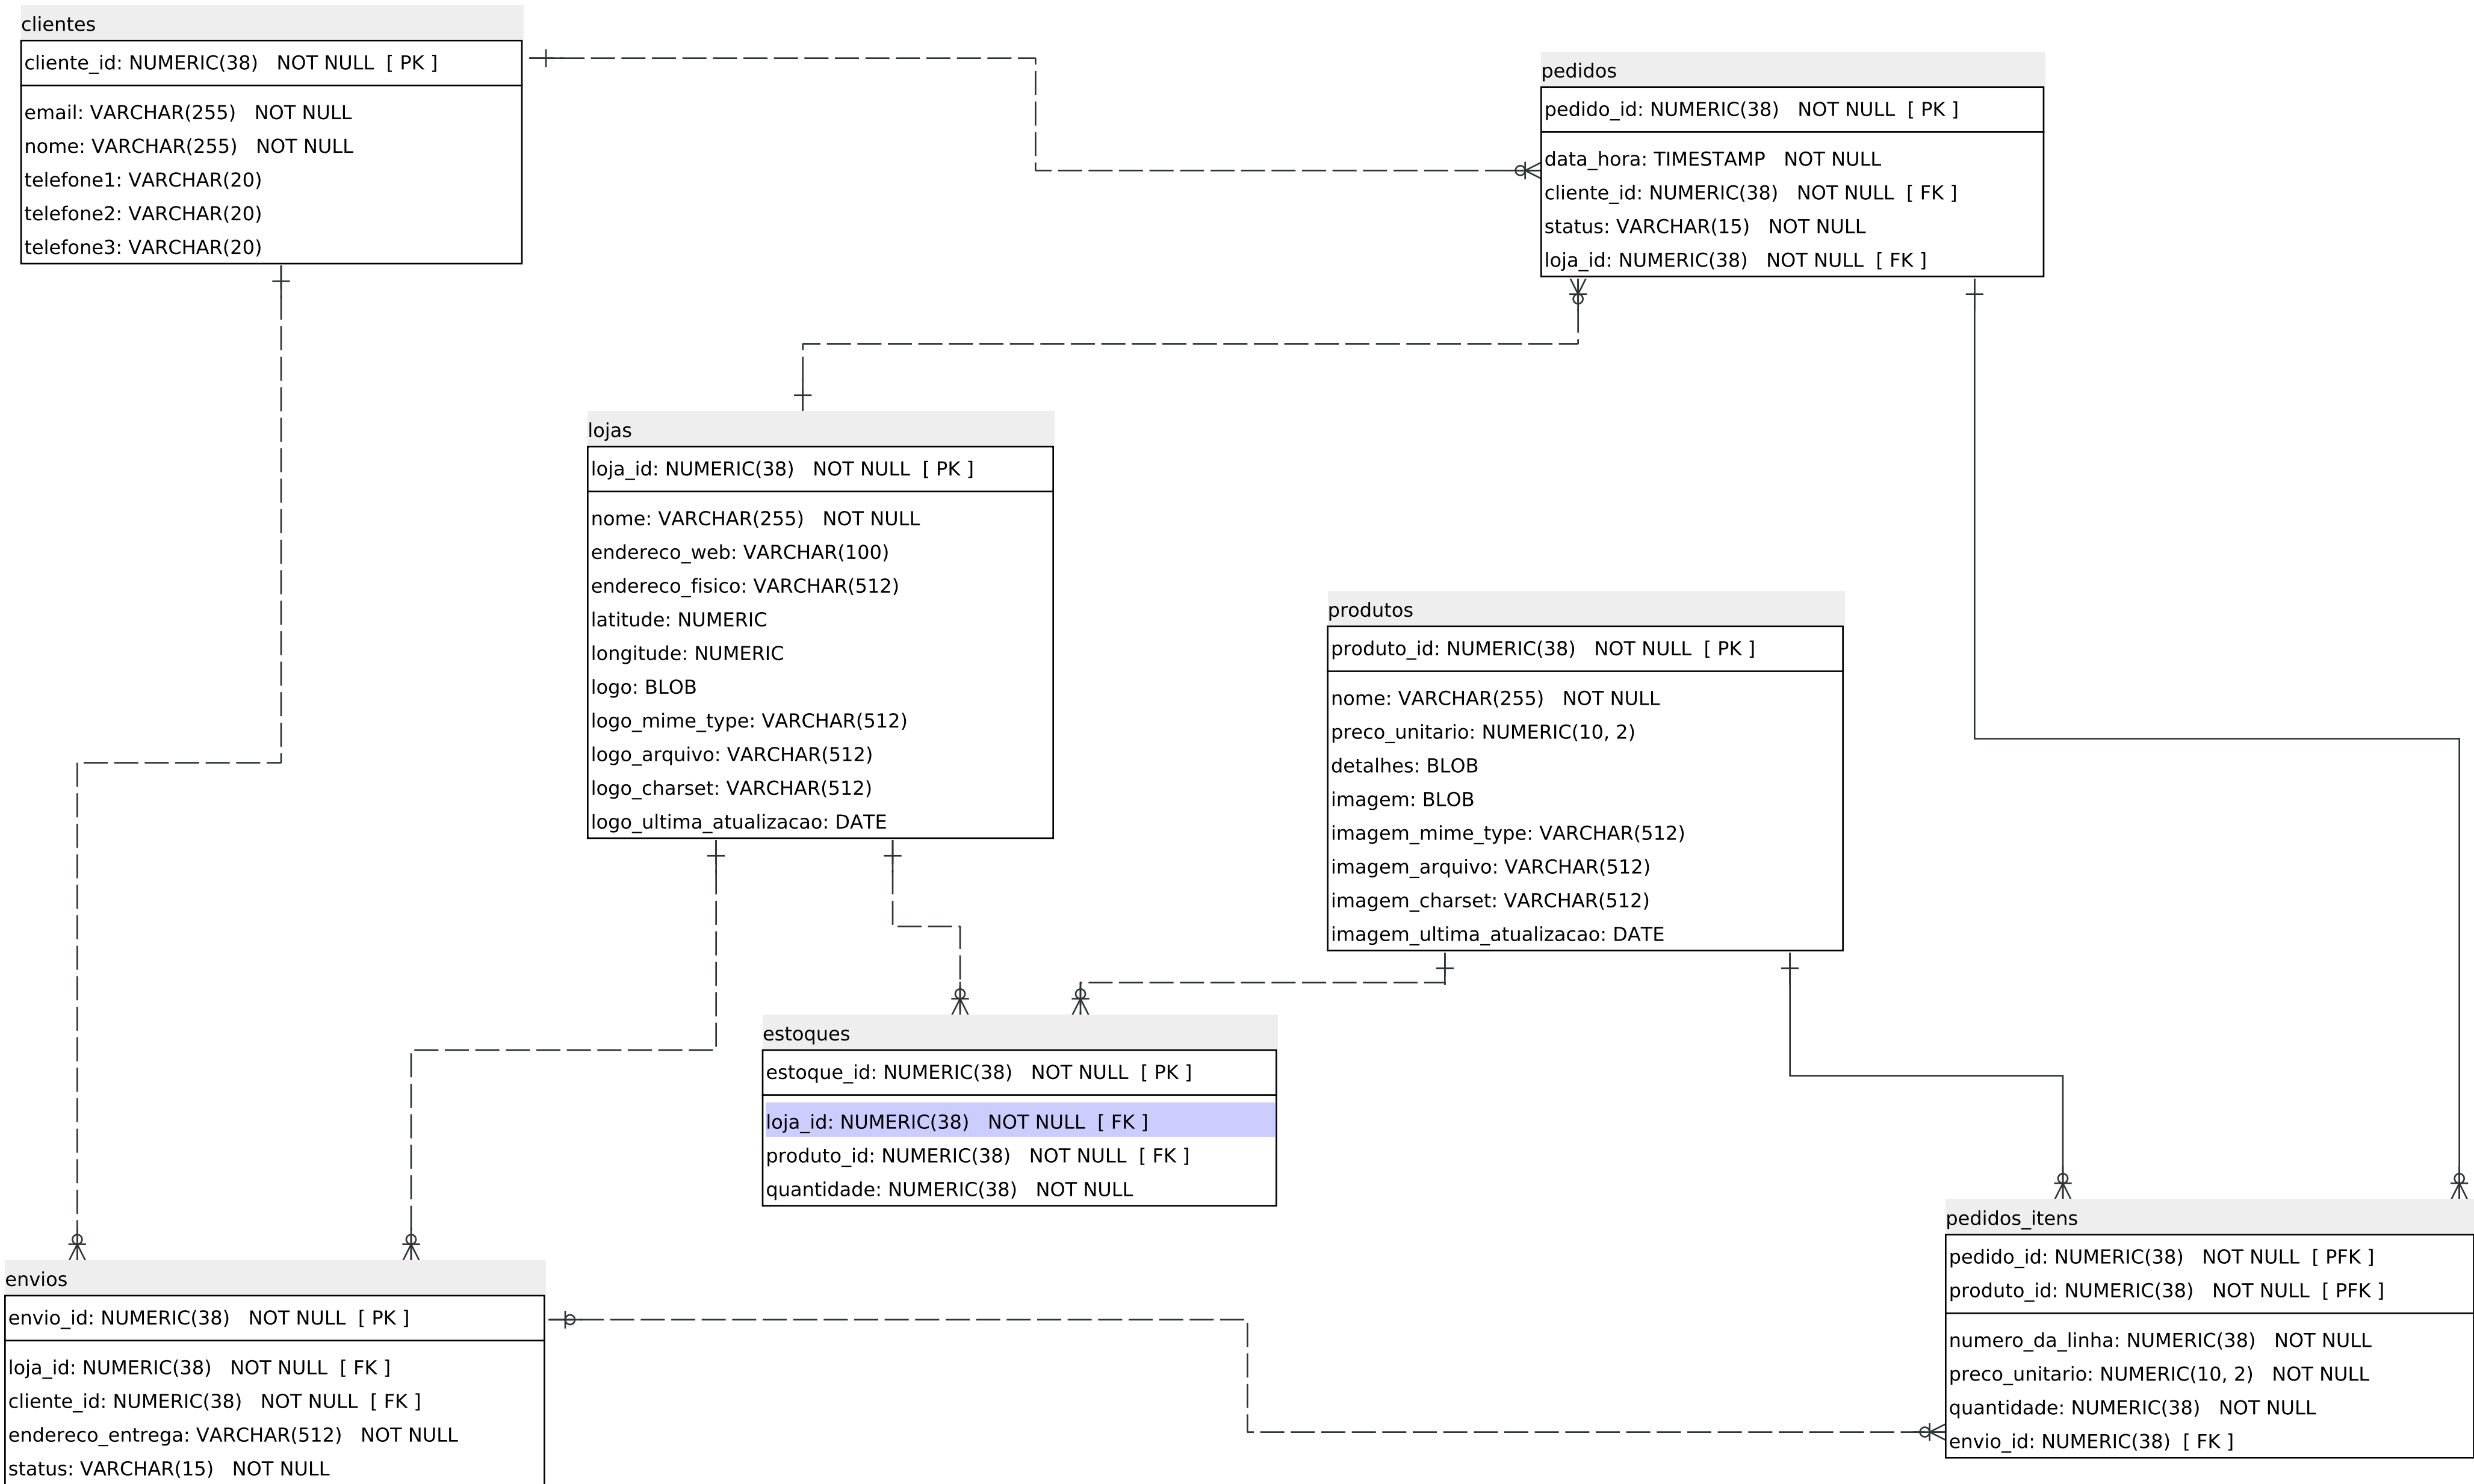 clientes
cliente_id: NUMERIC(38) NOT NULL [ PK ]
email: VARCHAR(255) NOT NULL
nome: VARCHAR(255) NOT NULL
telefone1: VARCHAR(20)
telefone2: VARCHAR(20)
telefone3: VARCHAR(20)
pedidos
pedido_id: NUMERIC(38) NOT NULL [ PK ]
data_hora: TIMESTAMP NOT NULL
cliente_id: NUMERIC(38) NOT NULL [ FK ]
status: VARCHAR(15) NOT NULL
loja_id: NUMERIC(38) NOT NULL [ FK ]
lojas
loja_id: NUMERIC(38) NOT NULL [ PK ]
nome: VARCHAR(255) NOT NULL
endereco_web: VARCHAR(100)
endereco_fisico: VARCHAR(512)
latitude: NUMERIC
longitude: NUMERIC
logo: BLOB
logo_mime_type: VARCHAR(512)
logo_arquivo: VARCHAR(512)
logo_charset: VARCHAR(512)
logo_ultima_atualizacao: DATE
produtos
produto_id: NUMERIC(38) NOT NULL [ PK ]
nome: VARCHAR(255) NOT NULL
preco_unitario: NUMERIC(10, 2)
detalhes: BLOB
imagem: BLOB
imagem_mime_type: VARCHAR(512)
imagem_arquivo: VARCHAR(512)
imagem_charset: VARCHAR(512)
imagem_ultima_atualizacao: DATE
estoques
estoque_id: NUMERIC(38) NOT NULL [ PK ]
loja_id: NUMERIC(38) NOT NULL [ FK ]
produto_id: NUMERIC(38) NOT NULL [ FK ]
quantidade: NUMERIC(38) NOT NULL
pedidos_itens
pedido_id: NUMERIC(38) NOT NULL [ PFK ]
produto_id: NUMERIC(38) NOT NULL [ PFK ]
numero_da_linha: NUMERIC(38) NOT NULL
preco_unitario: NUMERIC(10, 2) NOT NULL
quantidade: NUMERIC(38) NOT NULL
envio_id: NUMERIC(38) [ FK ]
envios
envio_id: NUMERIC(38) NOT NULL [ PK ]
loja_id: NUMERIC(38) NOT NULL [ FK ]
cliente_id: NUMERIC(38) NOT NULL [ FK ]
endereco_entrega: VARCHAR(512) NOT NULL
status: VARCHAR(15) NOT NULL